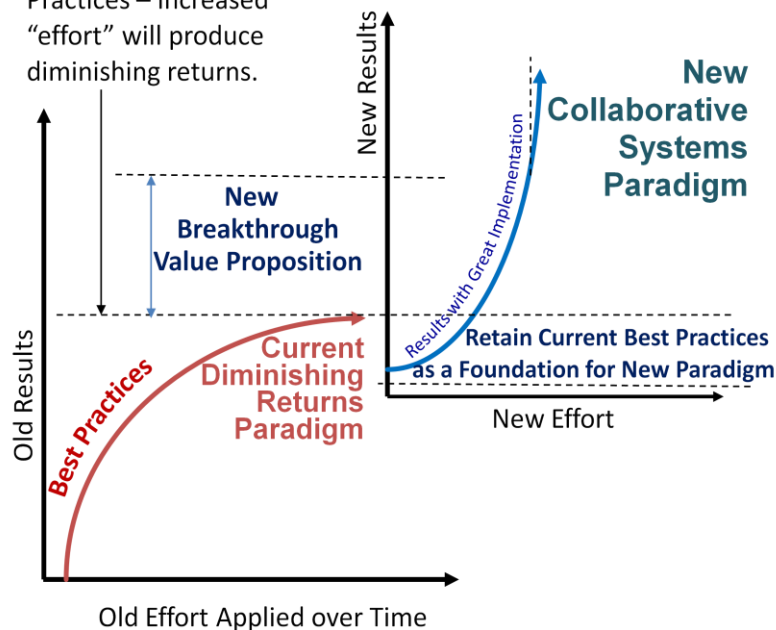 Practices – increased
“effort” will produce
diminishing returns.
New Results
New
Collaborative
Systems
Paradigm
Results with Great Implementation
New
Breakthrough
Value Proposition
Retain Current Best Practices
as a Foundation for New Paradigm
New Effort
Old Results
Best Practices
Current
Diminishing
Returns
Paradigm
Old Effort Applied over Time